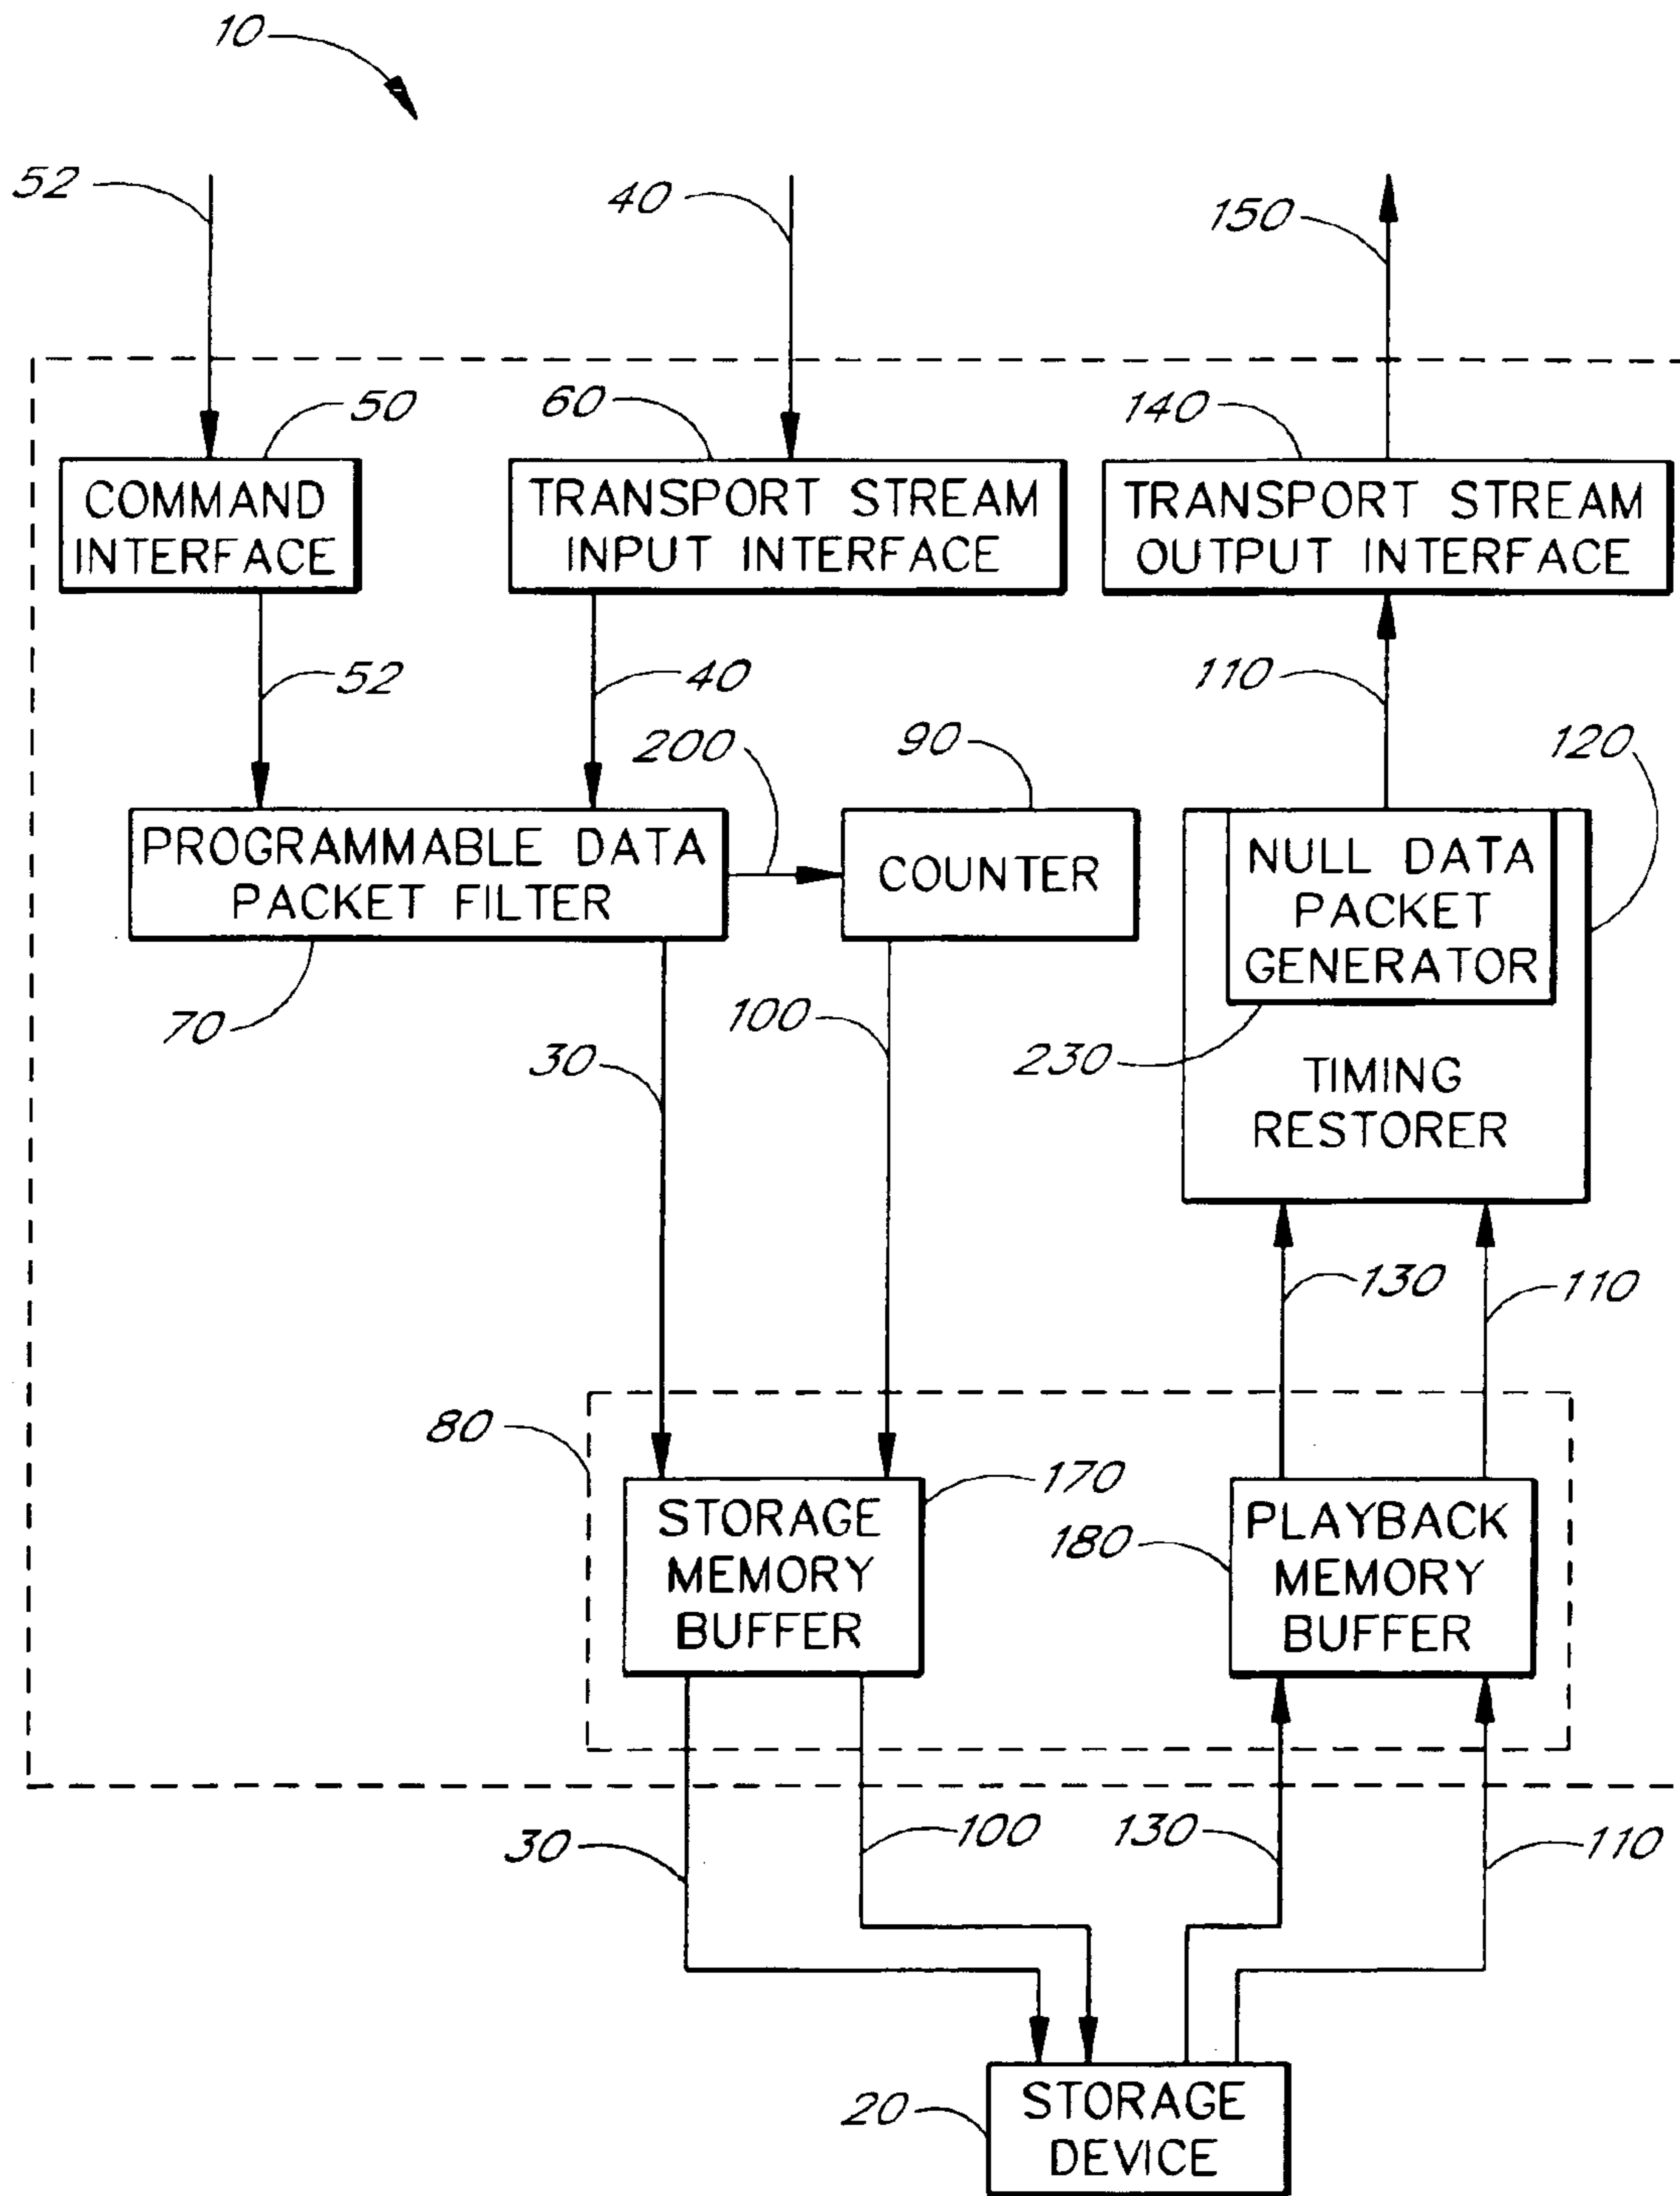 10
52
40
150
50
60
140
COMMAND
INTERFACE
TRANSPORT STREAM
INPUT INTERFACE
TRANSPORT STREAM
OUTPUT INTERFACE
52
40
110
200
90
120
PROGRAMMABLE DATA
PACKET FILTER
COUNTER
NULL DATA
PACKET
GENERATOR
70
30
100
230
TIMING
RESTORER
130
110
80
170
180
STORAGE
MEMORY
BUFFER
PLAYBACK
MEMORY
BUFFER
30
100
130
110
20
STORAGE
DEVICE